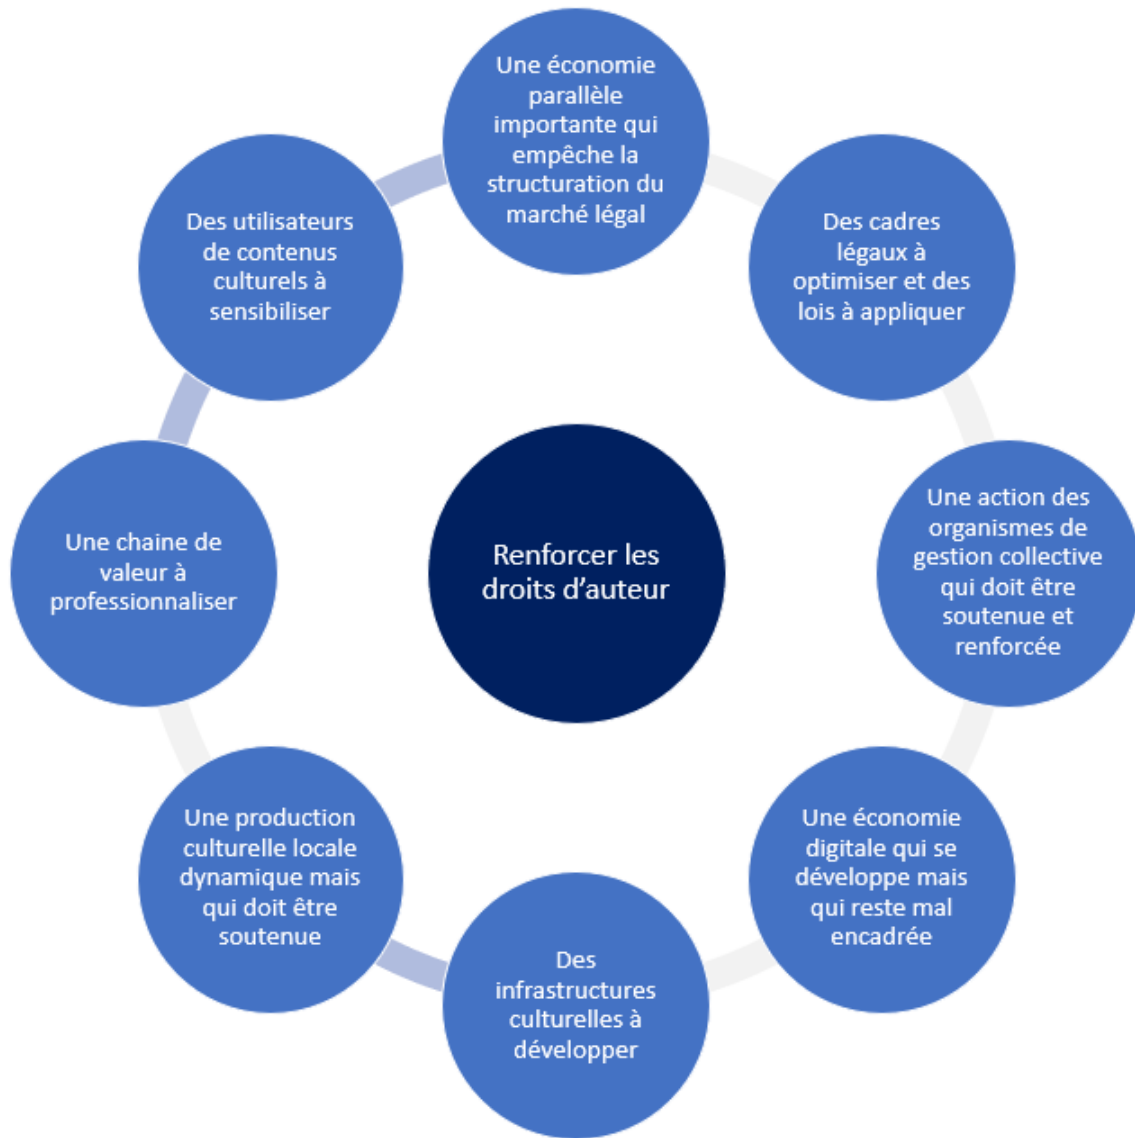 Une économie
parallèle
importante qui
empêche la
structuration du
marché légal
Des cadres
légaux à
optimiser et des
lois à appliquer
Une action des
organismes de
gestion collective
qui doit être
soutenue et
renforcée
Une économie
digitale qui se
développe mais
qui reste mal
encadrée
Des
infrastructures
culturelles à
développer
Une production
culturelle locale
dynamique mais
qui doit être
soutenue
Une chaine de
valeur à
professionnaliser
Des utilisateurs
de contenus
culturels à
sensibiliser
Renforcer les
droits d’auteur